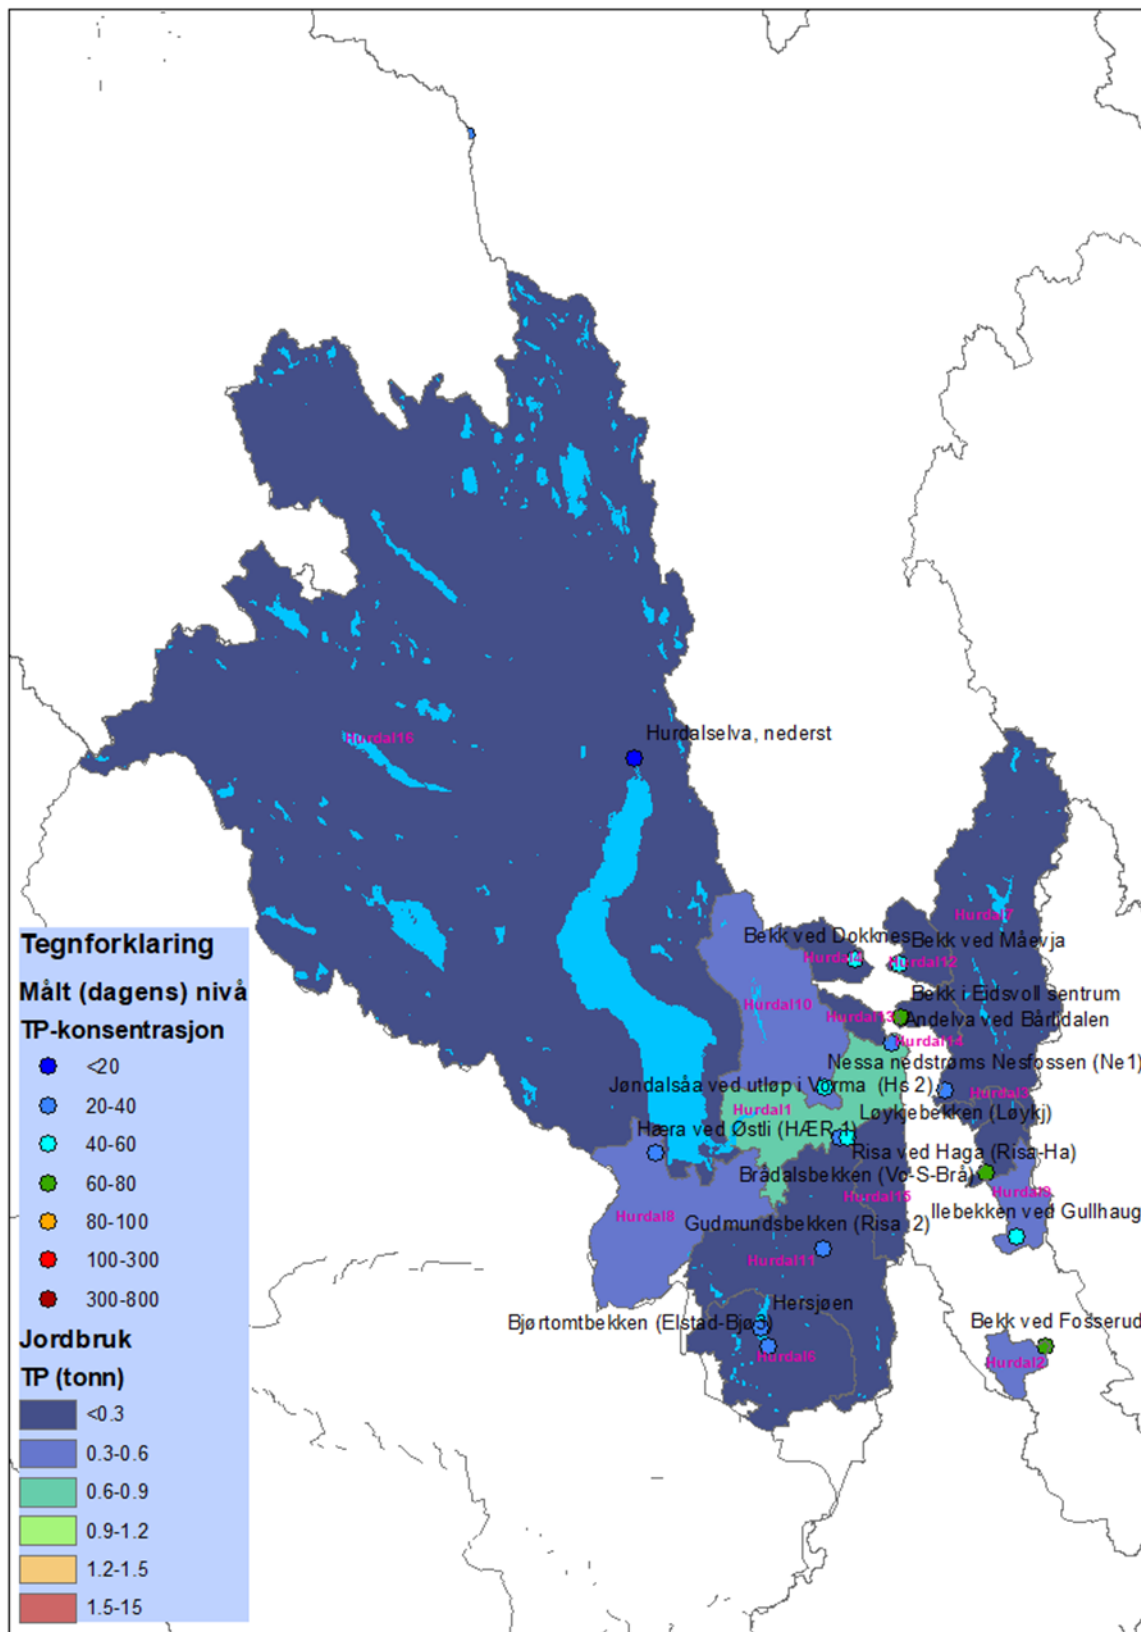 Hurdal16
Hurdalselva, nederst
Hurdal7
Bekk ved Dokknes
Bekk ved Måevja
Hurdal4
Hurdal12
Bekk i Eidsvoll sentrum
Hurdal10
Hurdal13
Andelva ved Bårlidalen
Hurdal14
Nessa nedstrøms Nesfossen (Ne1)
Jøndalsåa ved utløp i Vorma (Hs 2)
Hurdal3
Hurdal1
Løykjebekken (Løykj)
Hæra ved Østli (HÆR 1)
Risa ved Haga (Risa-Ha)
Brådalsbekken (Vo-S-Brå)
Hurdal15
Hurdal9
Ilebekken ved Gullhaug
Hurdal8
Gudmundsbekken (Risa 2)
Hurdal11
Hersjøen
Bjørtomtbekken (Elstad-Bjø3)
Hurdal6
Bekk ved Fosserud
Hurdal2
Tegnforklaring
Målt (dagens) nivå
TP-konsentrasjon
<20
20-40
40-60
60-80
80-100
100-300
300-800
Jordbruk
TP (tonn)
<0.3
0.3-0.6
0.6-0.9
0.9-1.2
1.2-1.5
1.5-15